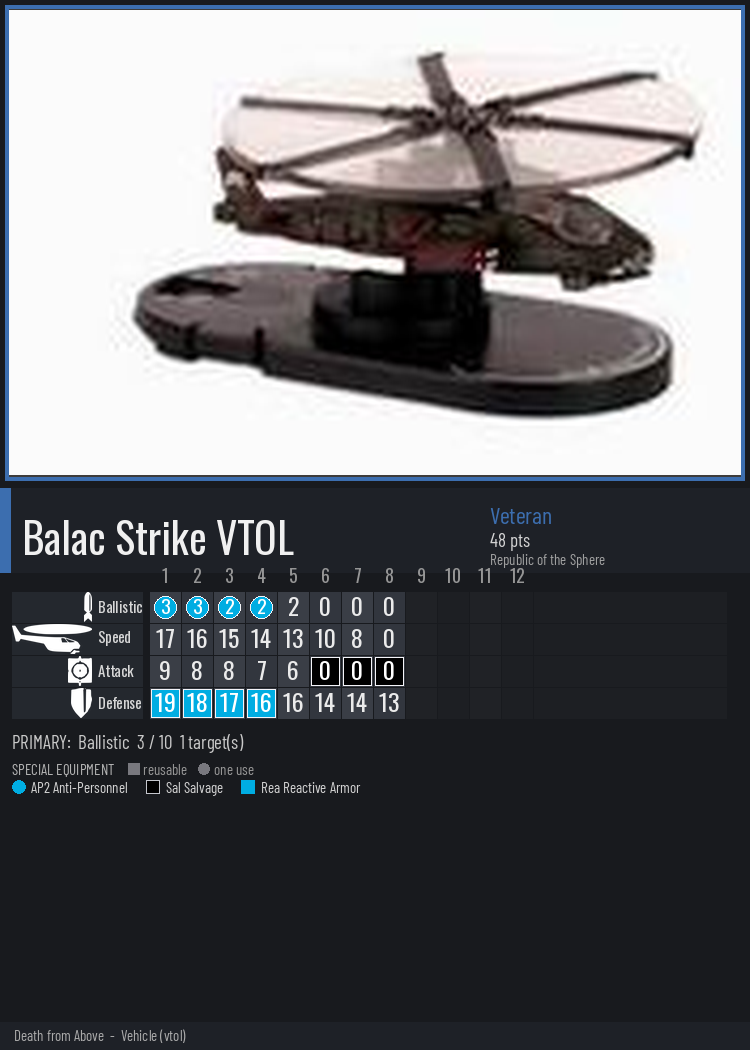 Balac Strike VTOL
Veteran
48 pts
Republic of the Sphere
1 2 3 4 5 6 7 8 9 10 11 12
Ballistic 3 3 2 2 2 0 0 0
Speed 17 16 15 14 13 10 8 0
Attack 9 8 8 7 6 0 0 0
Defense 19 18 17 16 16 14 14 13
PRIMARY: Ballistic 3 / 10 1 target(s)
SPECIAL EQUIPMENT reusable one use
AP2 Anti-Personnel Sal Salvage Rea Reactive Armor
Death from Above - Vehicle (vtol)